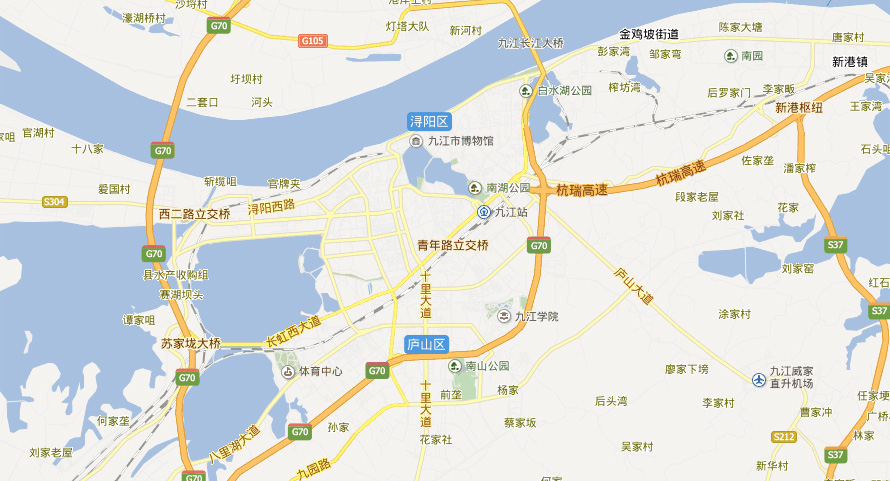 沙埒村
港岸上村
濠湖桥村
G70
G105
灯塔大队
新河村
九江长江大桥
金鸡坡街道
陈家大塘
唐家村
彭家湾
邹家弯
南园
新港镇
圩坝村
二套口
河头
白水湖公园
榨坊湾
后罗家门
李家畈
新港枢纽
王家湾
官湖村
十八家
G70
浔阳区
九江市博物馆
佐家垄
潘家榨
石头咀
斩缆咀
官牌夹
爱国村
S304
浔阳西路
西二路立交桥
南湖公园
杭瑞高速
杭瑞高速
段家老屋
九江站
刘家社
花家
G70
青年路立交桥
G70
S37
县水产收购组
赛湖坝头
十里大道
庐山大道
刘家窑
红石
谭家咀
苏家垅大桥
长虹西大道
九江学院
涂家村
S37
庐山区
体育中心
G70
G70
南山公园
廖家下塝
九江威家
直升机场
十里大道
前垄
杨家
后头湾
李家村
任家埂
何家垄
八里湖大道
G70
孙家
蔡家坂
曹家冲
广桥
花家社
S212
林家
刘家老屋
九园路
吴家村
S37
新华村
G70